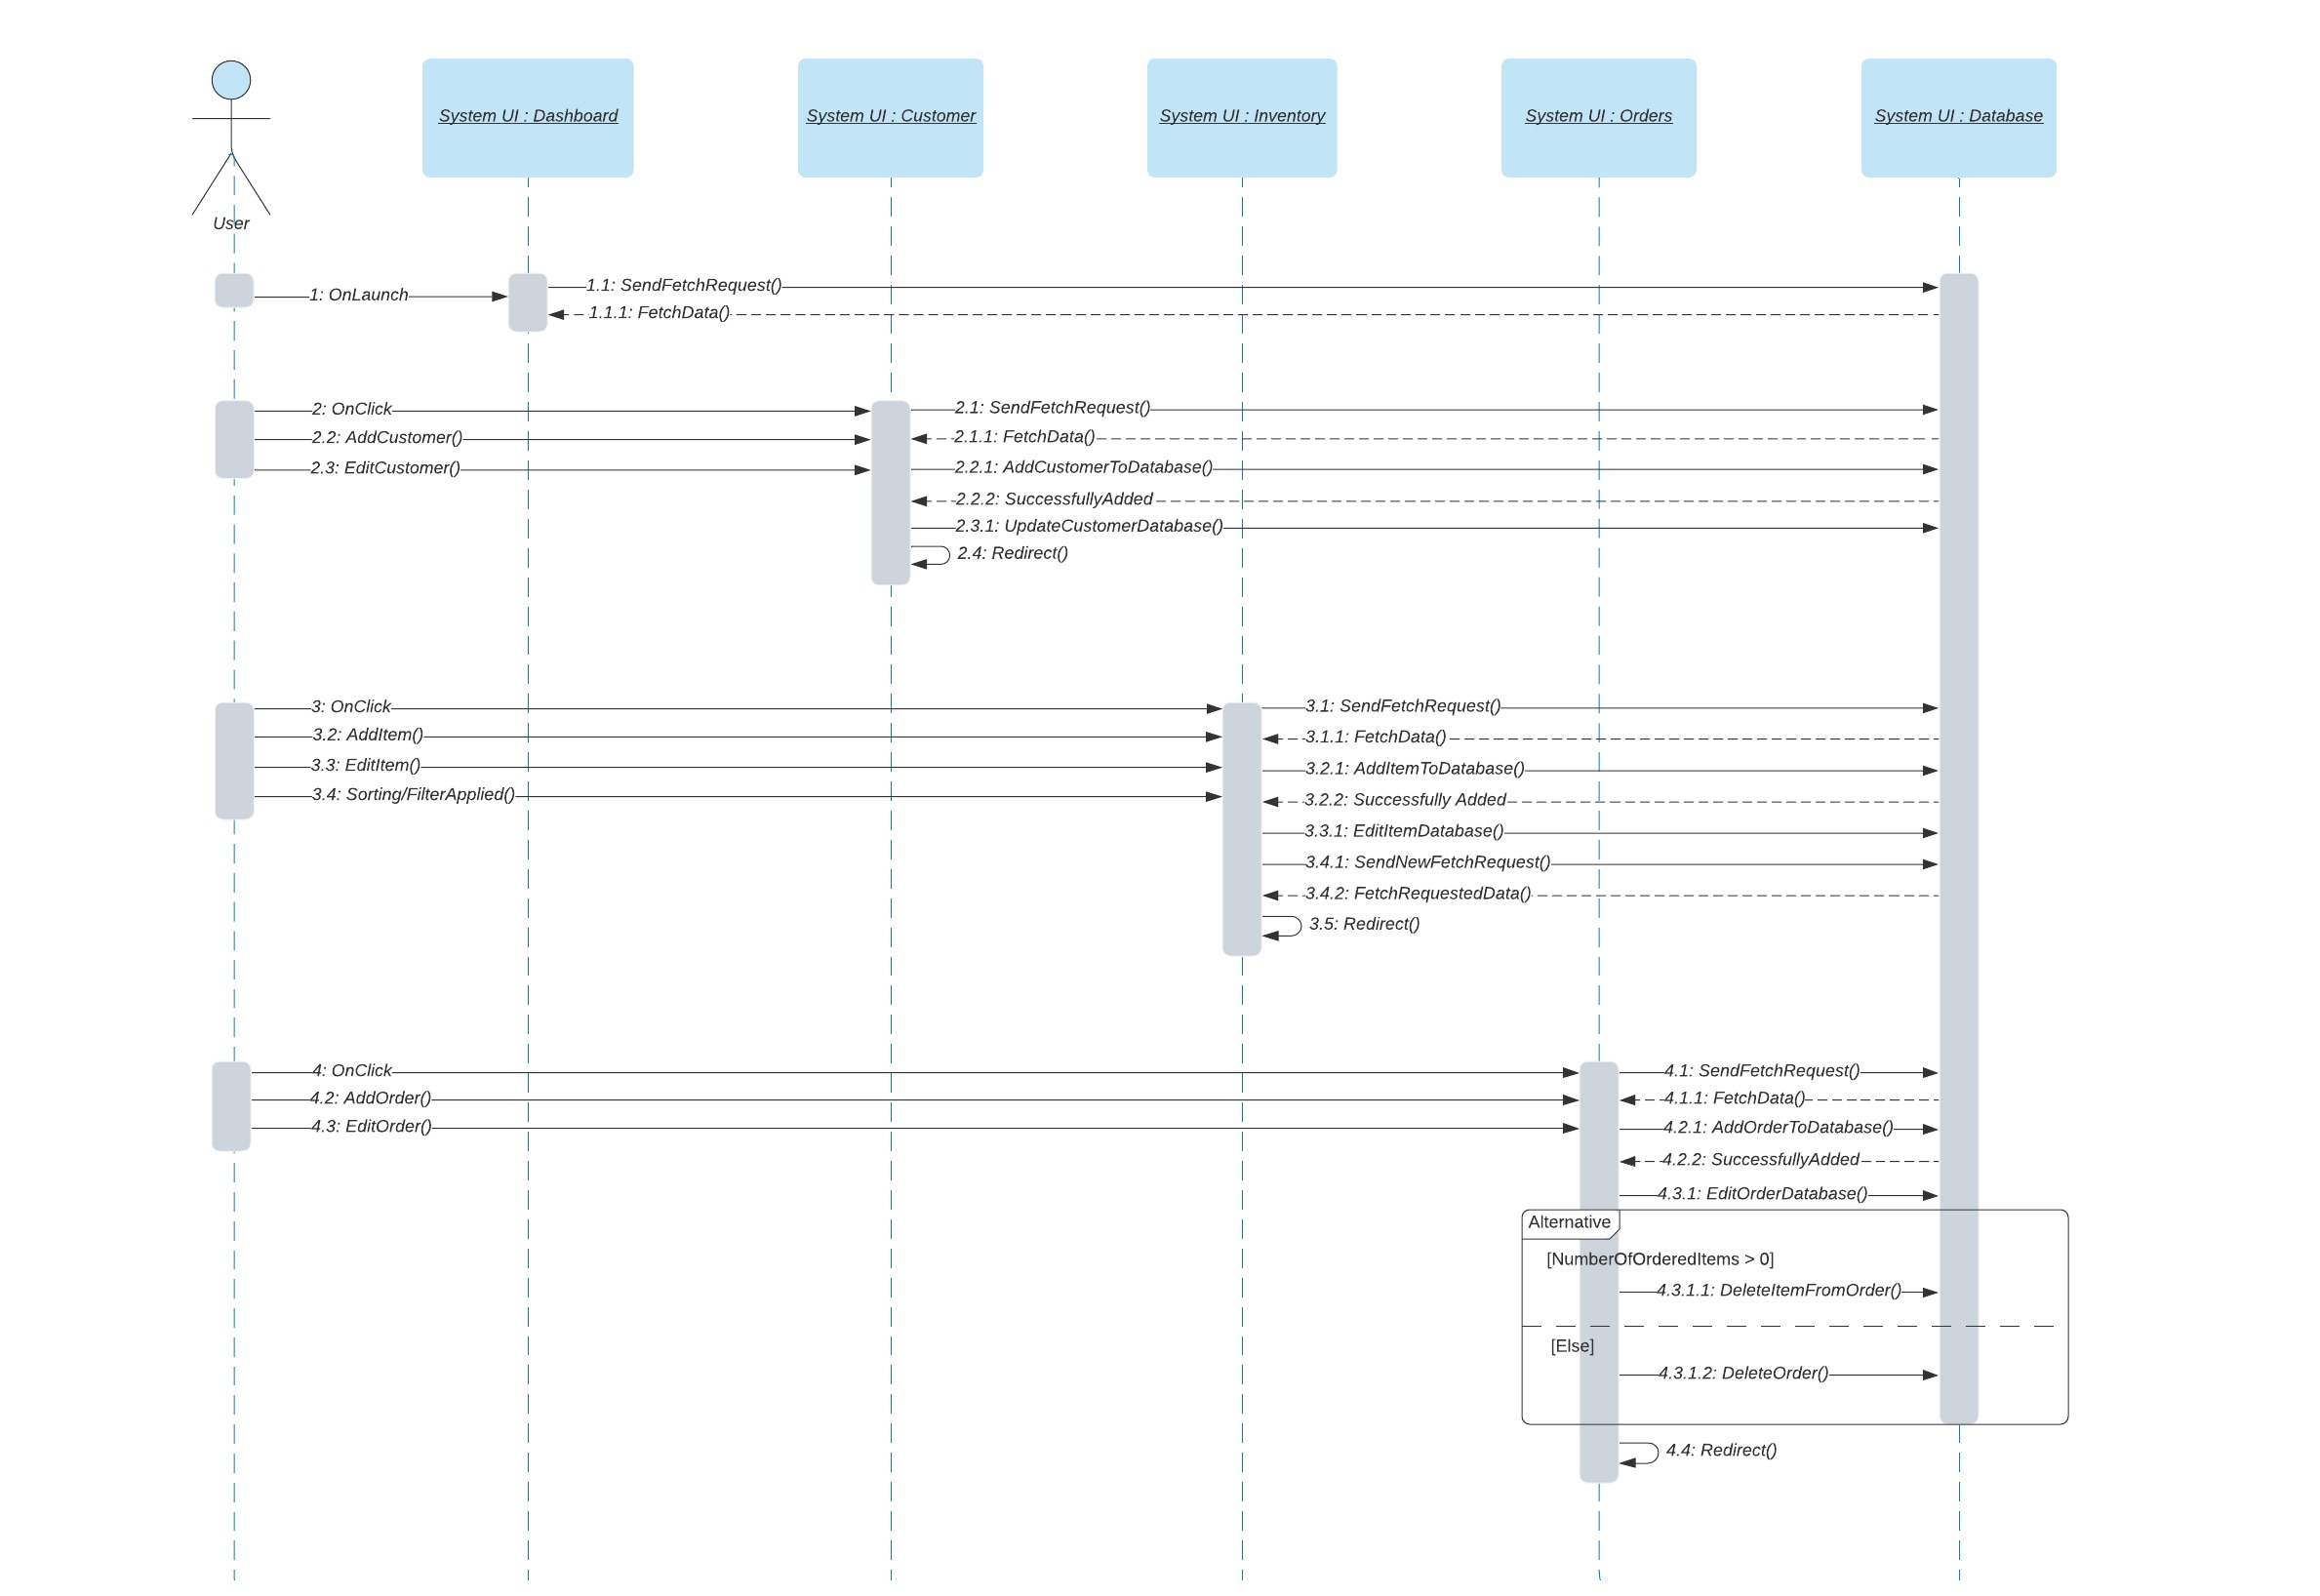 System UI : Dashboard
System UI : Customer
System UI : Inventory
System UI : Orders
System UI : Database
User
1: OnLaunch
1.1: SendFetchRequest()
1.1.1: FetchData()
2: OnClick
2.1: SendFetchRequest()
2.2: AddCustomer()
2.1.1: FetchData()
2.3: EditCustomer()
2.2.1: AddCustomerToDatabase()
2.2.2: SuccessfullyAdded
2.3.1: UpdateCustomerDatabase()
2.4: Redirect()
3: OnClick
3.1: SendFetchRequest()
3.2: AddItem()
3.1.1: FetchData()
3.3: EditItem()
3.2.1: AddItemToDatabase()
3.4: Sorting/FilterApplied()
3.2.2: Successfully Added
3.3.1: EditItemDatabase()
3.4.1: SendNewFetchRequest()
3.4.2: FetchRequestedData()
3.5: Redirect()
4: OnClick
4.1: SendFetchRequest()
4.2: AddOrder()
4.1.1: FetchData()
4.3: EditOrder()
4.2.1: AddOrderToDatabase()
4.2.2: SuccessfullyAdded
4.3.1: EditOrderDatabase()
Alternative
[NumberOfOrderedItems > 0]
4.3.1.1: DeleteItemFromOrder()
[Else]
4.3.1.2: DeleteOrder()
4.4: Redirect()